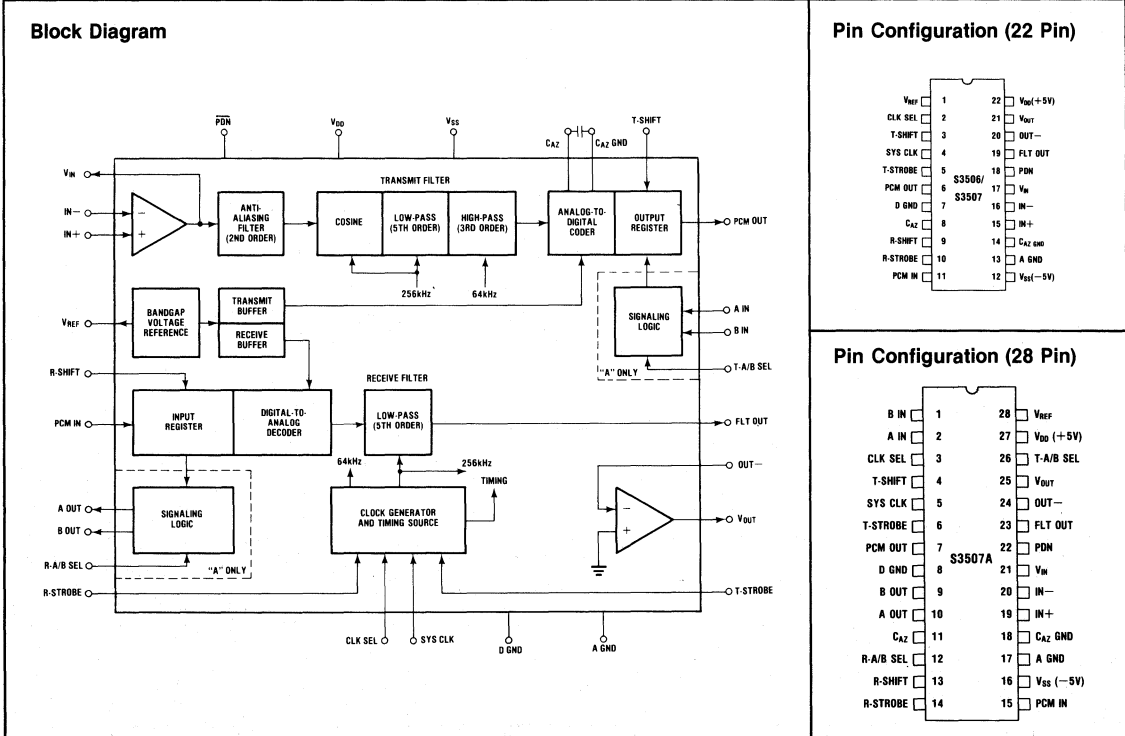 Block Diagram
PDN
VDD
VSS
T-SHIFT
CAZ
CAZ GND
VIN
IN−
IN+
−
+
ANTI-
ALIASING
FILTER
(2ND ORDER)
TRANSMIT FILTER
COSINE
LOW-PASS
(5TH ORDER)
HIGH-PASS
(3RD ORDER)
ANALOG-TO-
DIGITAL
CODER
OUTPUT
REGISTER
PCM OUT
256kHz
64kHz
VREF
BANDGAP
VOLTAGE
REFERENCE
TRANSMIT
BUFFER
RECEIVE
BUFFER
SIGNALING
LOGIC
A IN
B IN
"A" ONLY
T-A/B SEL
R-SHIFT
PCM IN
INPUT
REGISTER
DIGITAL-TO-
ANALOG
DECODER
RECEIVE FILTER
LOW-PASS
(5TH ORDER)
FLT OUT
64kHz
256kHz
TIMING
OUT−
−
+
VOUT
A OUT
B OUT
SIGNALING
LOGIC
R-A/B SEL
"A" ONLY
CLOCK GENERATOR
AND TIMING SOURCE
R-STROBE
T-STROBE
CLK SEL
SYS CLK
D GND
A GND
Pin Configuration (22 Pin)
VREF 1 22 VDD(+5V)
CLK SEL 2 21 VOUT
T-SHIFT 3 20 OUT−
SYS CLK 4 19 FLT OUT
T-STROBE 5 18 PDN
PCM OUT 6 17 VIN
D GND 7 16 IN−
CAZ 8 15 IN+
R-SHIFT 9 14 CAZ GND
R-STROBE 10 13 A GND
PCM IN 11 12 VSS(−5V)
S3506/
S3507
Pin Configuration (28 Pin)
B IN 1 28 VREF
A IN 2 27 VDD (+5V)
CLK SEL 3 26 T-A/B SEL
T-SHIFT 4 25 VOUT
SYS CLK 5 24 OUT−
T-STROBE 6 23 FLT OUT
PCM OUT 7 22 PDN
D GND 8 21 VIN
B OUT 9 20 IN−
A OUT 10 19 IN+
CAZ 11 18 CAZ GND
R-A/B SEL 12 17 A GND
R-SHIFT 13 16 VSS (−5V)
R-STROBE 14 15 PCM IN
S3507A